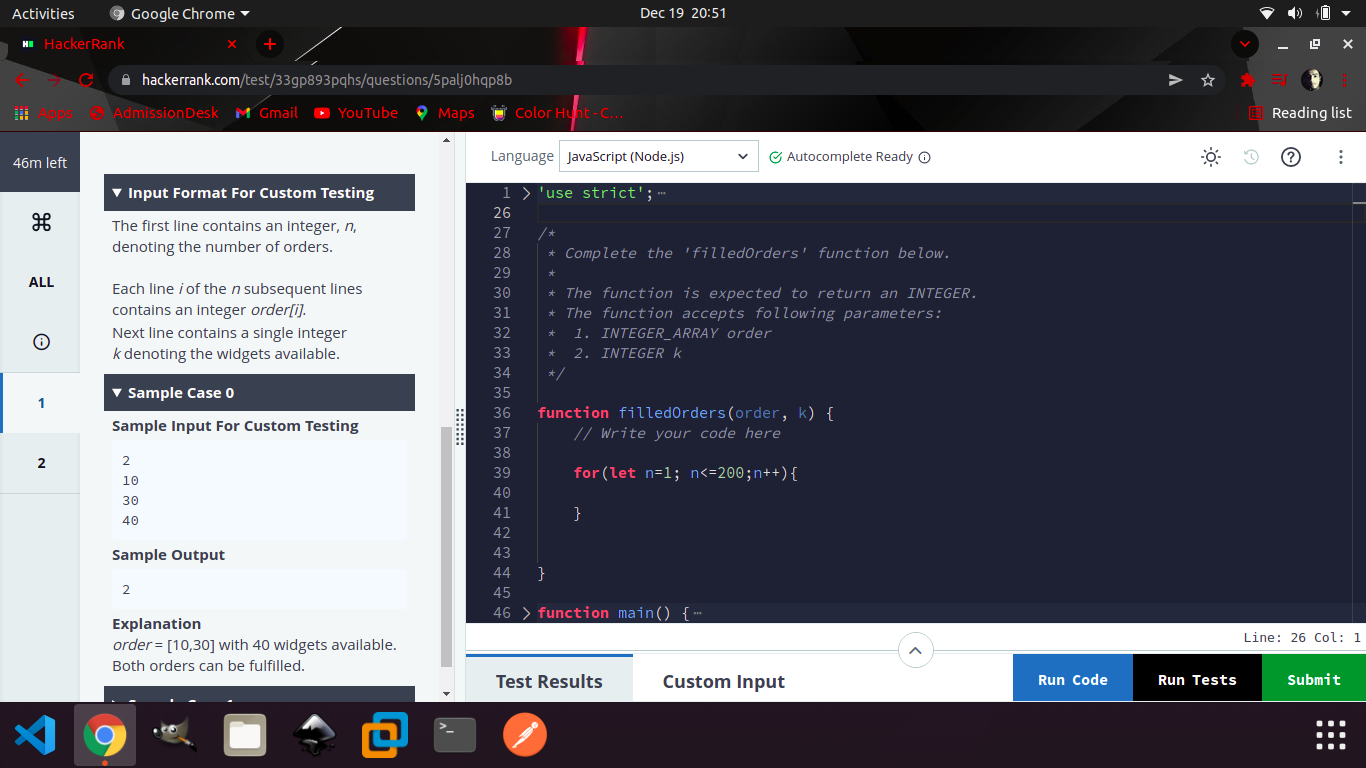 Activities
Google Chrome
Dec 19 20:51
HackerRank
hackerrank.com/test/33gp893pqhs/questions/5palj0hqp8b
Apps
AdmissionDesk
Gmail
YouTube
Maps
Color Hunt - C...
Reading list
46m left
ALL
1
2
Input Format For Custom Testing
The first line contains an integer, n,
denoting the number of orders.
Each line i of the n subsequent lines
contains an integer order[i].
Next line contains a single integer
k denoting the widgets available.
Sample Case 0
Sample Input For Custom Testing
2
10
30
40
Sample Output
2
Explanation
order = [10,30] with 40 widgets available.
Both orders can be fulfilled.
Language
JavaScript (Node.js)
Autocomplete Ready
1 'use strict';
26
27 /*
28 * Complete the 'filledOrders' function below.
29 *
30 * The function is expected to return an INTEGER.
31 * The function accepts following parameters:
32 * 1. INTEGER_ARRAY order
33 * 2. INTEGER k
34 */
35
36 function filledOrders(order, k) {
37 // Write your code here
38
39 for(let n=1; n<=200;n++){
40
41 }
42
43
44 }
45
46 function main() {
Line: 26 Col: 1
Test Results
Custom Input
Run Code
Run Tests
Submit